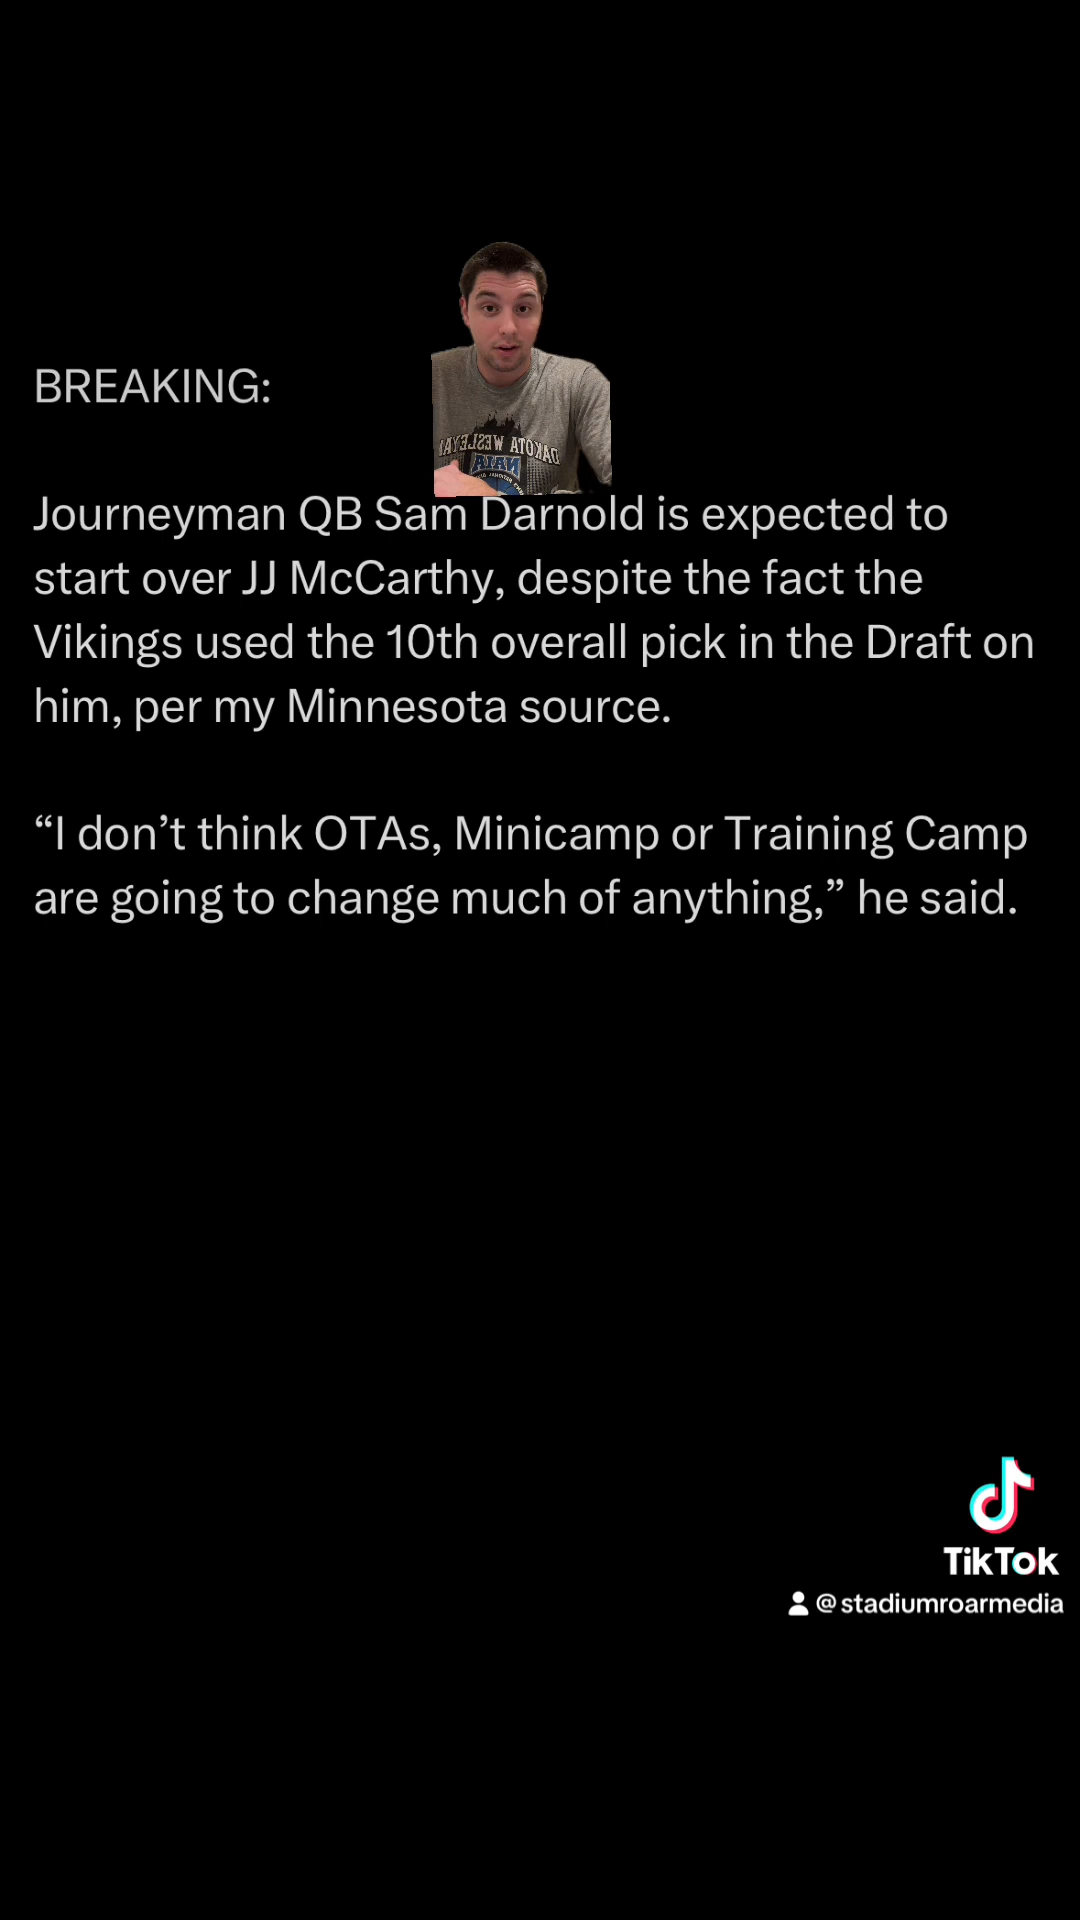 BREAKING:
Journeyman QB Sam Darnold is expected to
start over JJ McCarthy, despite the fact the
Vikings used the 10th overall pick in the Draft on
him, per my Minnesota source.
“I don’t think OTAs, Minicamp or Training Camp
are going to change much of anything,” he said.
DAKOTA WESLEYAN
NAIA
TikTok
@stadiumroarmedia